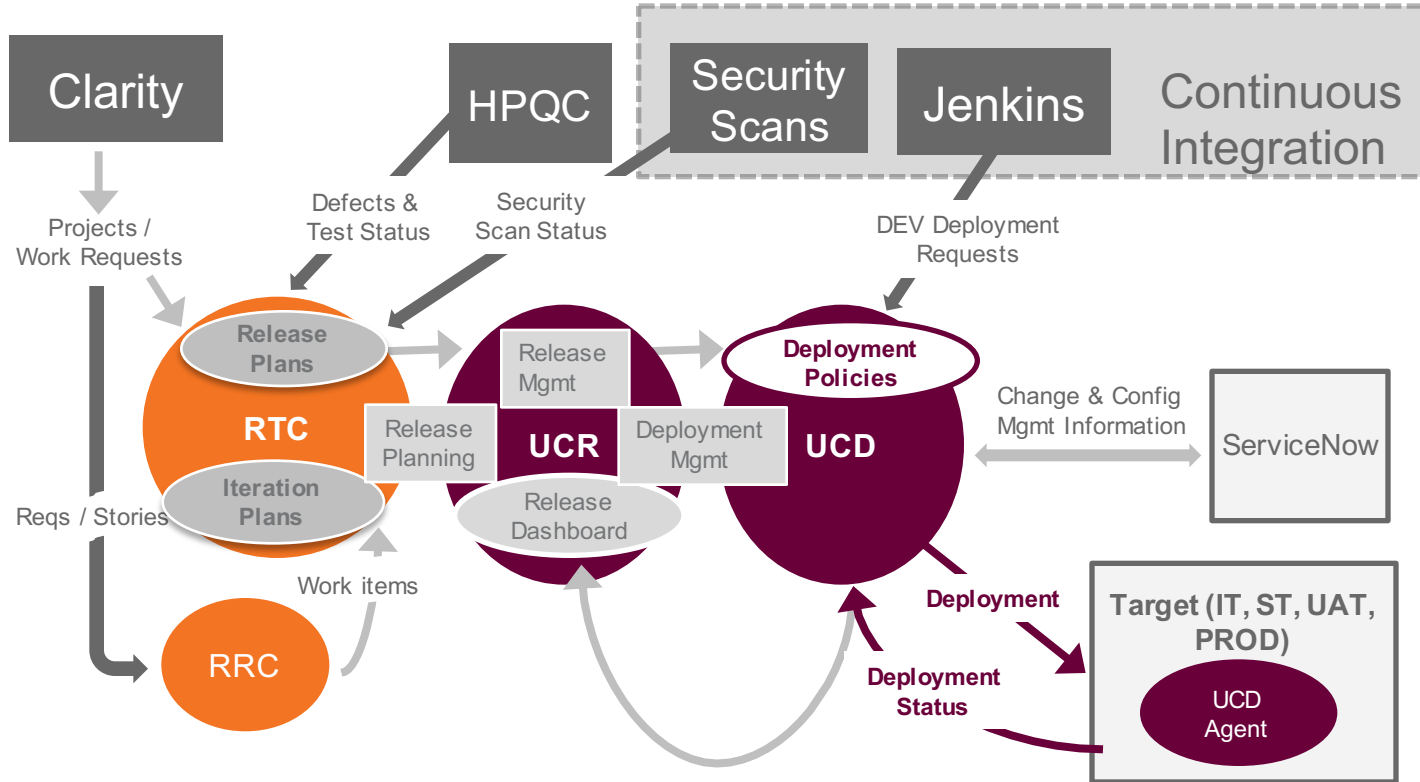 Clarity
HPQC
Security
Scans
Jenkins
Continuous
Integration
Projects /
Work Requests
Defects &
Test Status
Security
Scan Status
DEV Deployment
Requests
Release
Plans
RTC
Iteration
Plans
Release
Planning
Release
Mgmt
UCR
Release
Dashboard
Deployment
Mgmt
Deployment
Policies
UCD
Change & Config
Mgmt Information
ServiceNow
Reqs / Stories
Work items
RRC
Deployment
Deployment
Status
Target (IT, ST, UAT,
PROD)
UCD
Agent